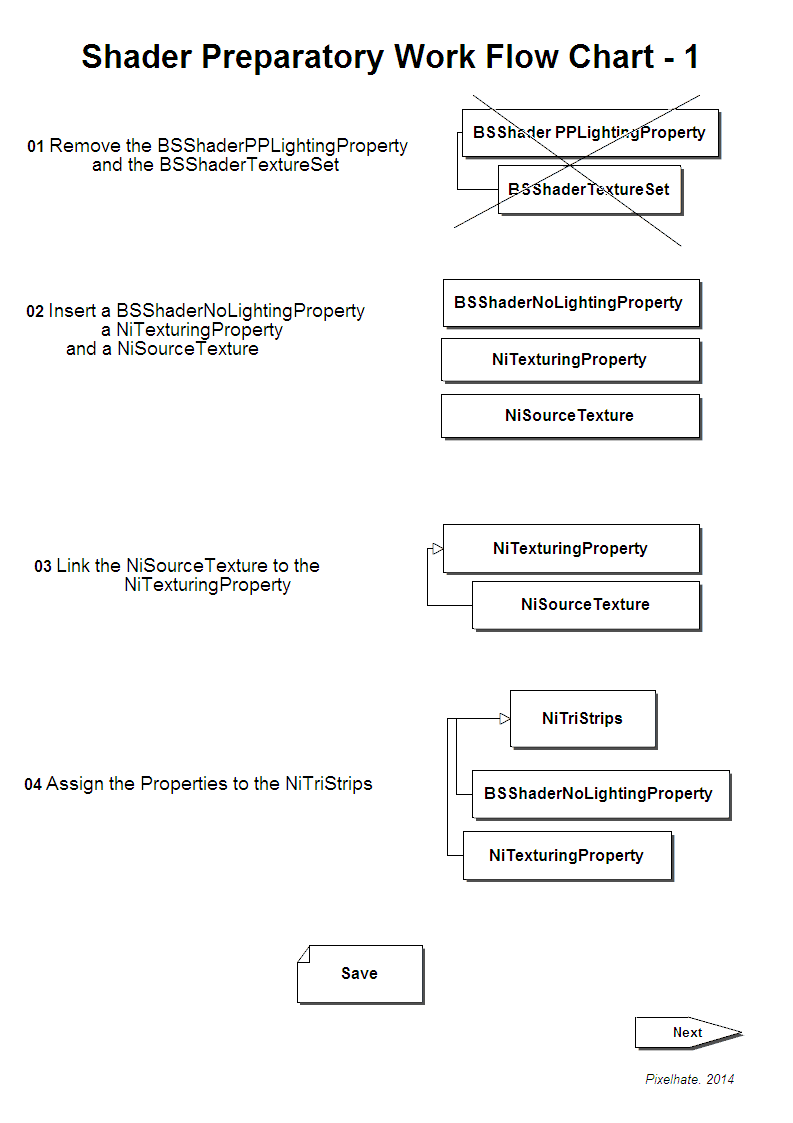 Shader Preparatory Work Flow Chart - 1
01 Remove the BSShaderPPLightingProperty
and the BSShaderTextureSet
BSShader PPLightingProperty
BSShaderTextureSet
02 Insert a BSShaderNoLightingProperty
a NiTexturingProperty
and a NiSourceTexture
BSShaderNoLightingProperty
NiTexturingProperty
NiSourceTexture
03 Link the NiSourceTexture to the
NiTexturingProperty
NiTexturingProperty
NiSourceTexture
04 Assign the Properties to the NiTriStrips
NiTriStrips
BSShaderNoLightingProperty
NiTexturingProperty
Save
Next
Pixelhate. 2014